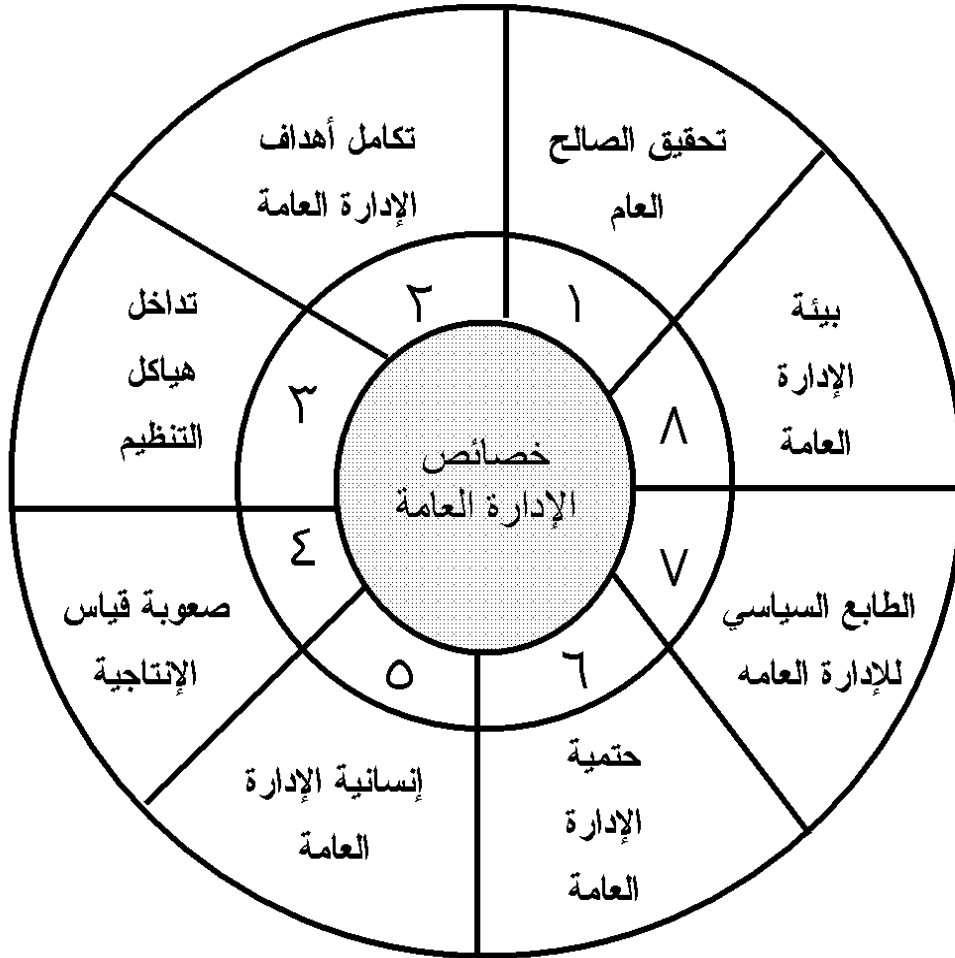 خصائص
الإدارة العامة
١
تحقيق الصالح
العام
٢
تكامل أهداف
الإدارة العامة
٣
تداخل
هياكل
التنظيم
٤
صعوبة قياس
الإنتاجية
٥
إنسانية الإدارة
العامة
٦
حتمية
الإدارة
العامة
٧
الطابع السياسي
للإدارة العامه
٨
بيئة
الإدارة
العامة